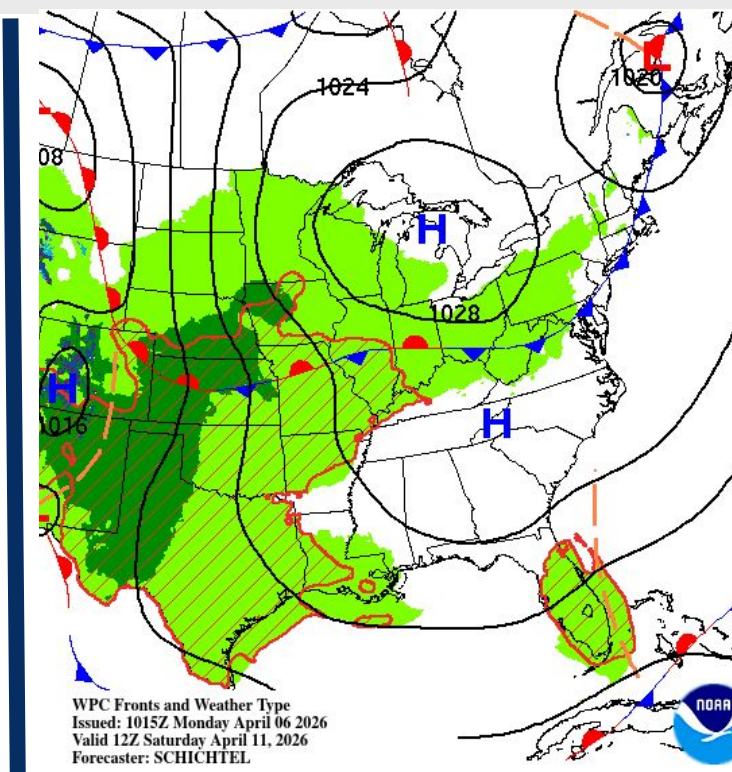 1024
L
1020
08
H
1028
H
H
1016
WPC Fronts and Weather Type
Issued: 1015Z Monday April 06 2026
Valid 12Z Saturday April 11, 2026
Forecaster: SCHICHTEL
NOAA